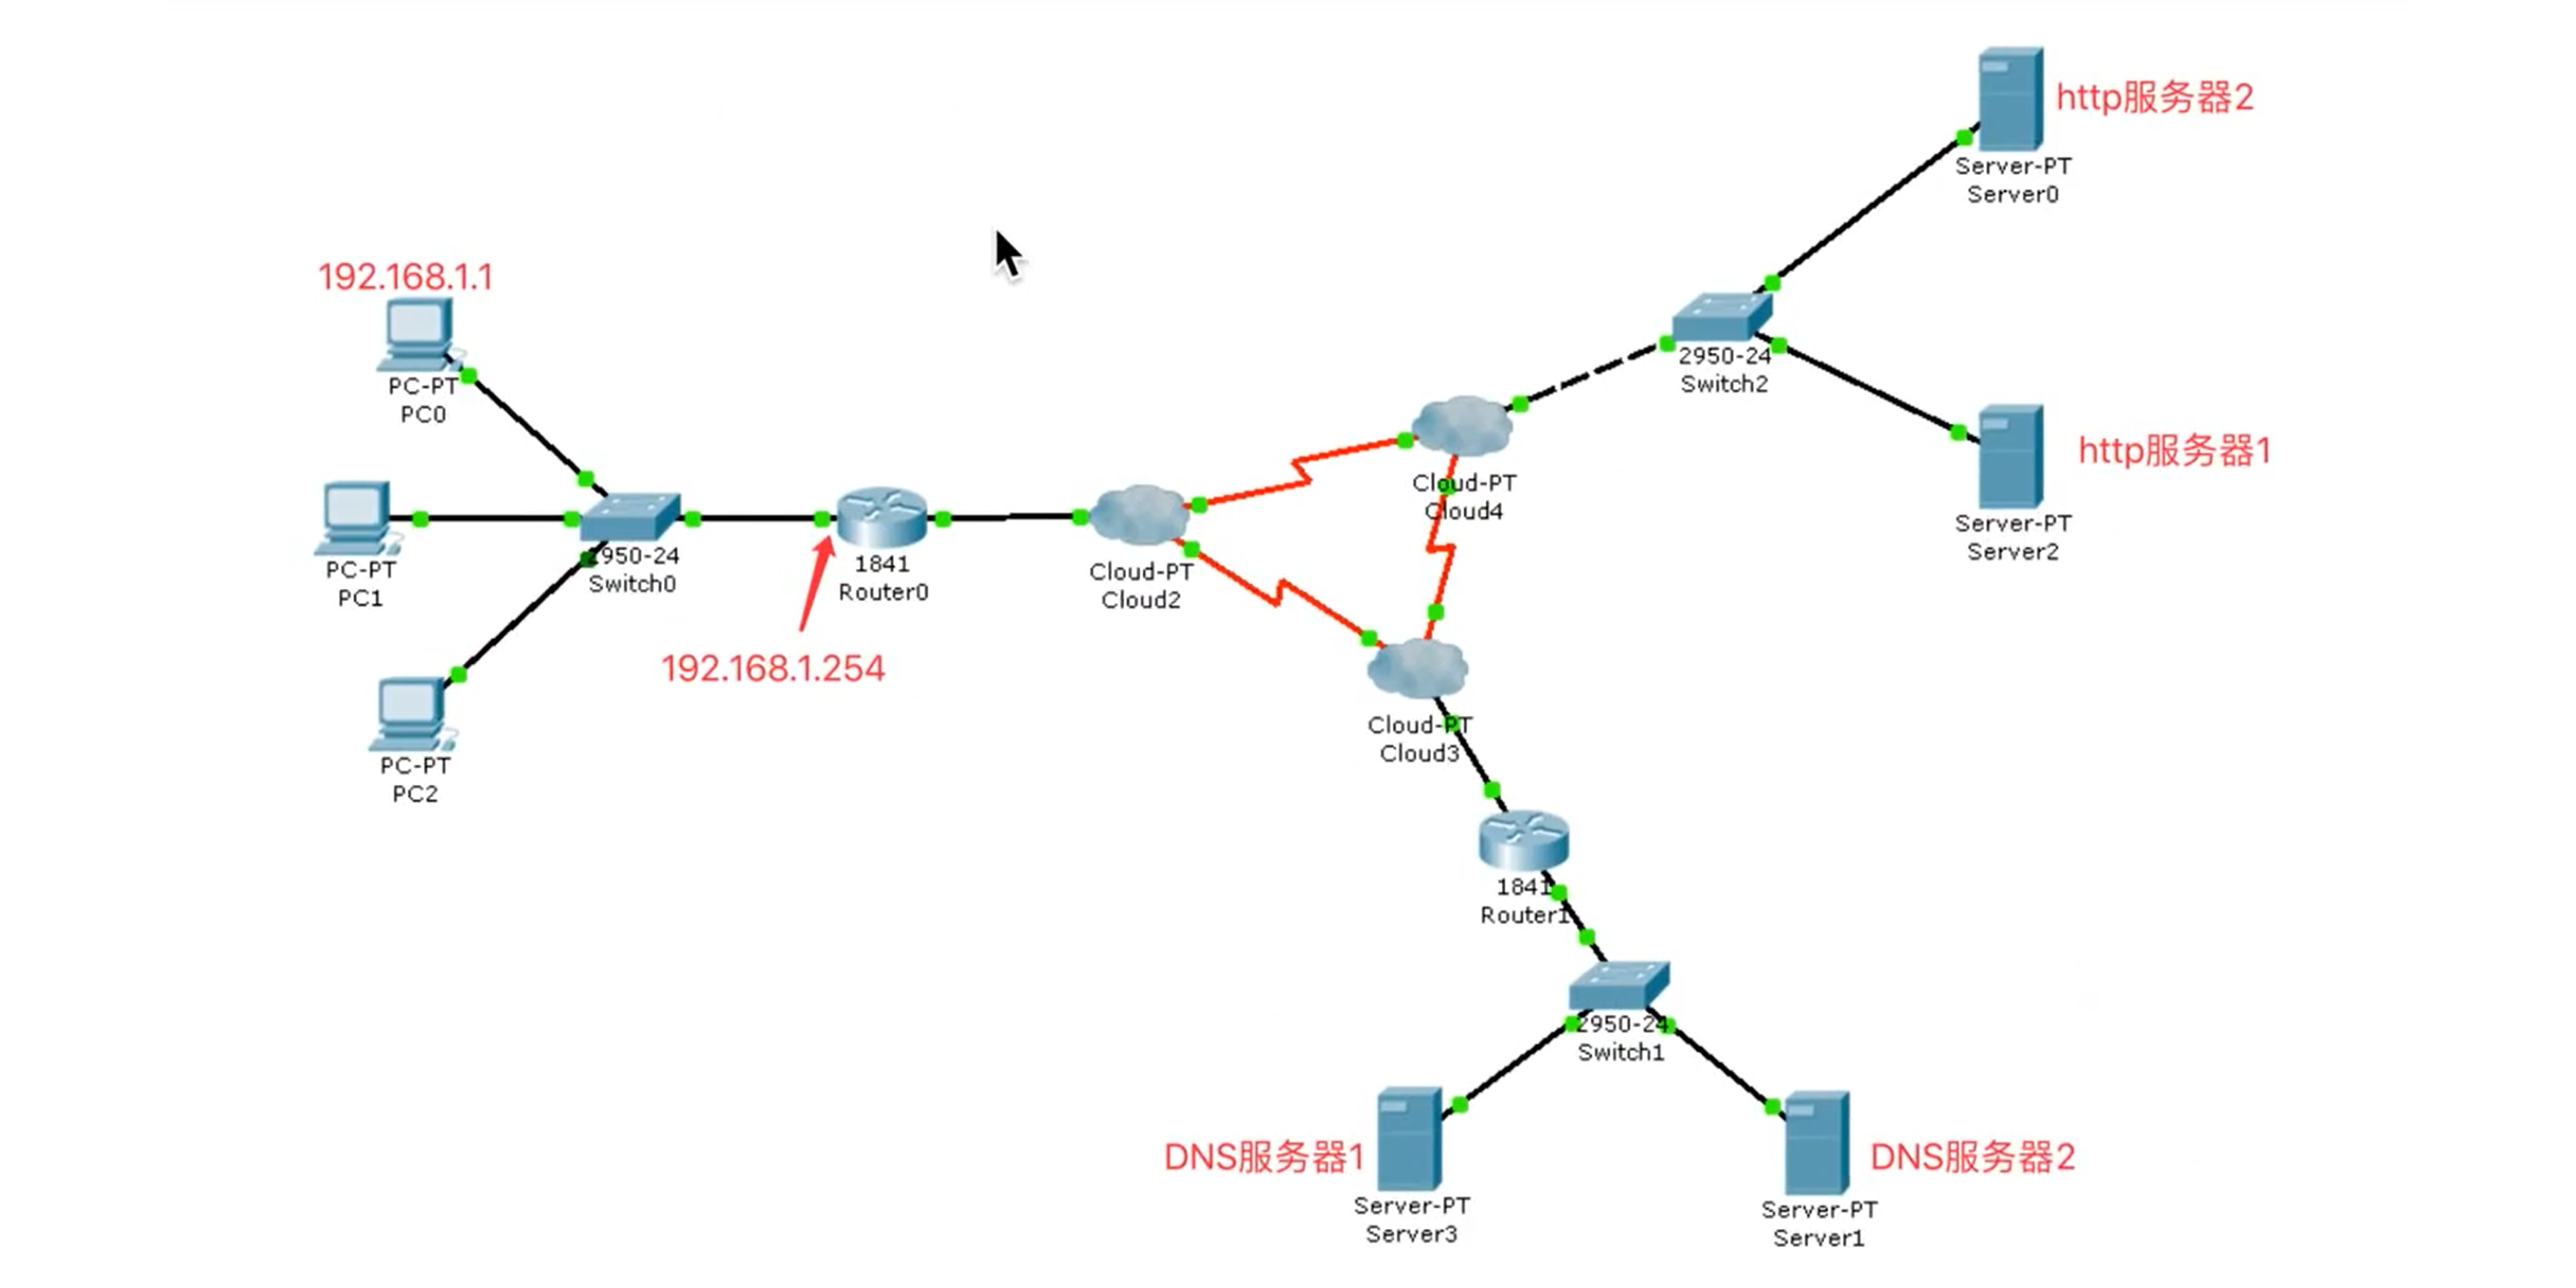 http服务器2
Server-PT
Server0
192.168.1.1
PC-PT
PC0
2950-24
Switch2
http服务器1
Server-PT
Server2
Cloud-PT
Cloud4
PC-PT
PC1
2950-24
Switch0
1841
Router0
Cloud-PT
Cloud2
192.168.1.254
Cloud-PT
Cloud3
PC-PT
PC2
1841
Router1
2950-24
Switch1
DNS服务器1
Server-PT
Server3
DNS服务器2
Server-PT
Server1